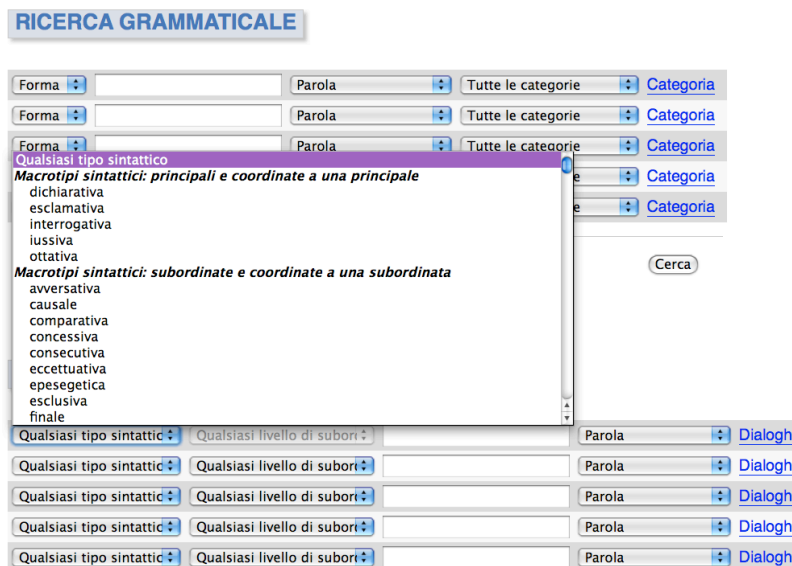 RICERCA GRAMMATICALE
Forma Parola Tutte le categorie Categoria
Forma Parola Tutte le categorie Categoria
Forma Parola Tutte le categorie Categoria
Qualsiasi tipo sintattico
Macrotipi sintattici: principali e coordinate a una principale
e Categoria
dichiarativa
esclamativa
interrogativa
e Categoria
iussiva
ottativa
Macrotipi sintattici: subordinate e coordinate a una subordinata
Cerca
avversativa
causale
comparativa
concessiva
consecutiva
eccettuativa
epesegetica
esclusiva
finale
Qualsiasi tipo sintattic Qualsiasi livello di subor Parola Dialogh
Qualsiasi tipo sintattic Qualsiasi livello di subor Parola Dialogh
Qualsiasi tipo sintattic Qualsiasi livello di subor Parola Dialogh
Qualsiasi tipo sintattic Qualsiasi livello di subor Parola Dialogh
Qualsiasi tipo sintattic Qualsiasi livello di subor Parola Dialogh